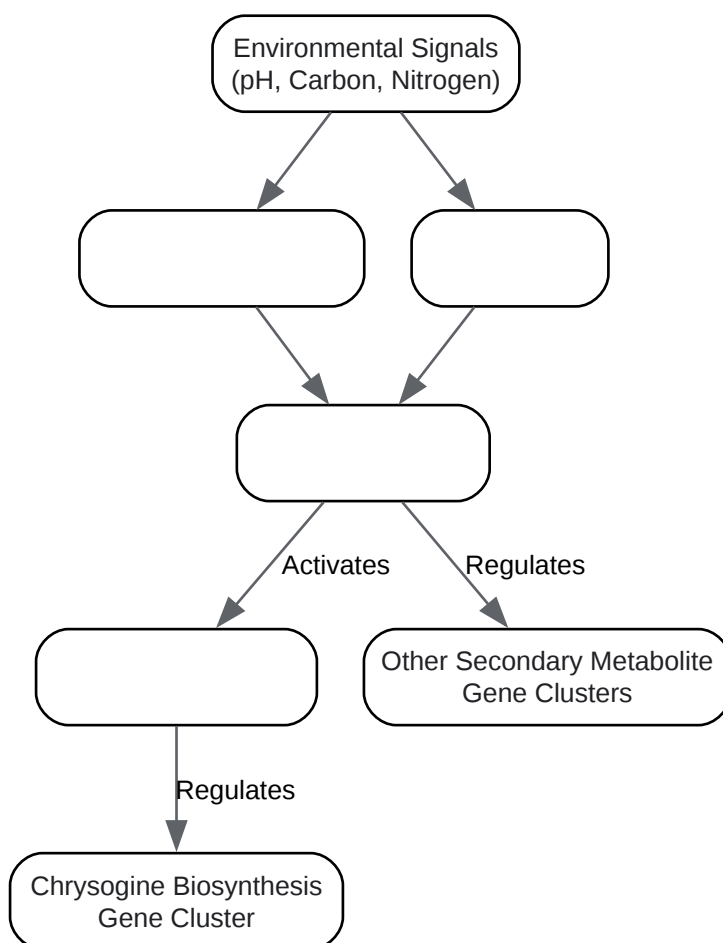 Environmental Signals
(pH, Carbon, Nitrogen)
Activates
Regulates
Other Secondary Metabolite
Gene Clusters
Regulates
Chrysogine Biosynthesis
Gene Cluster